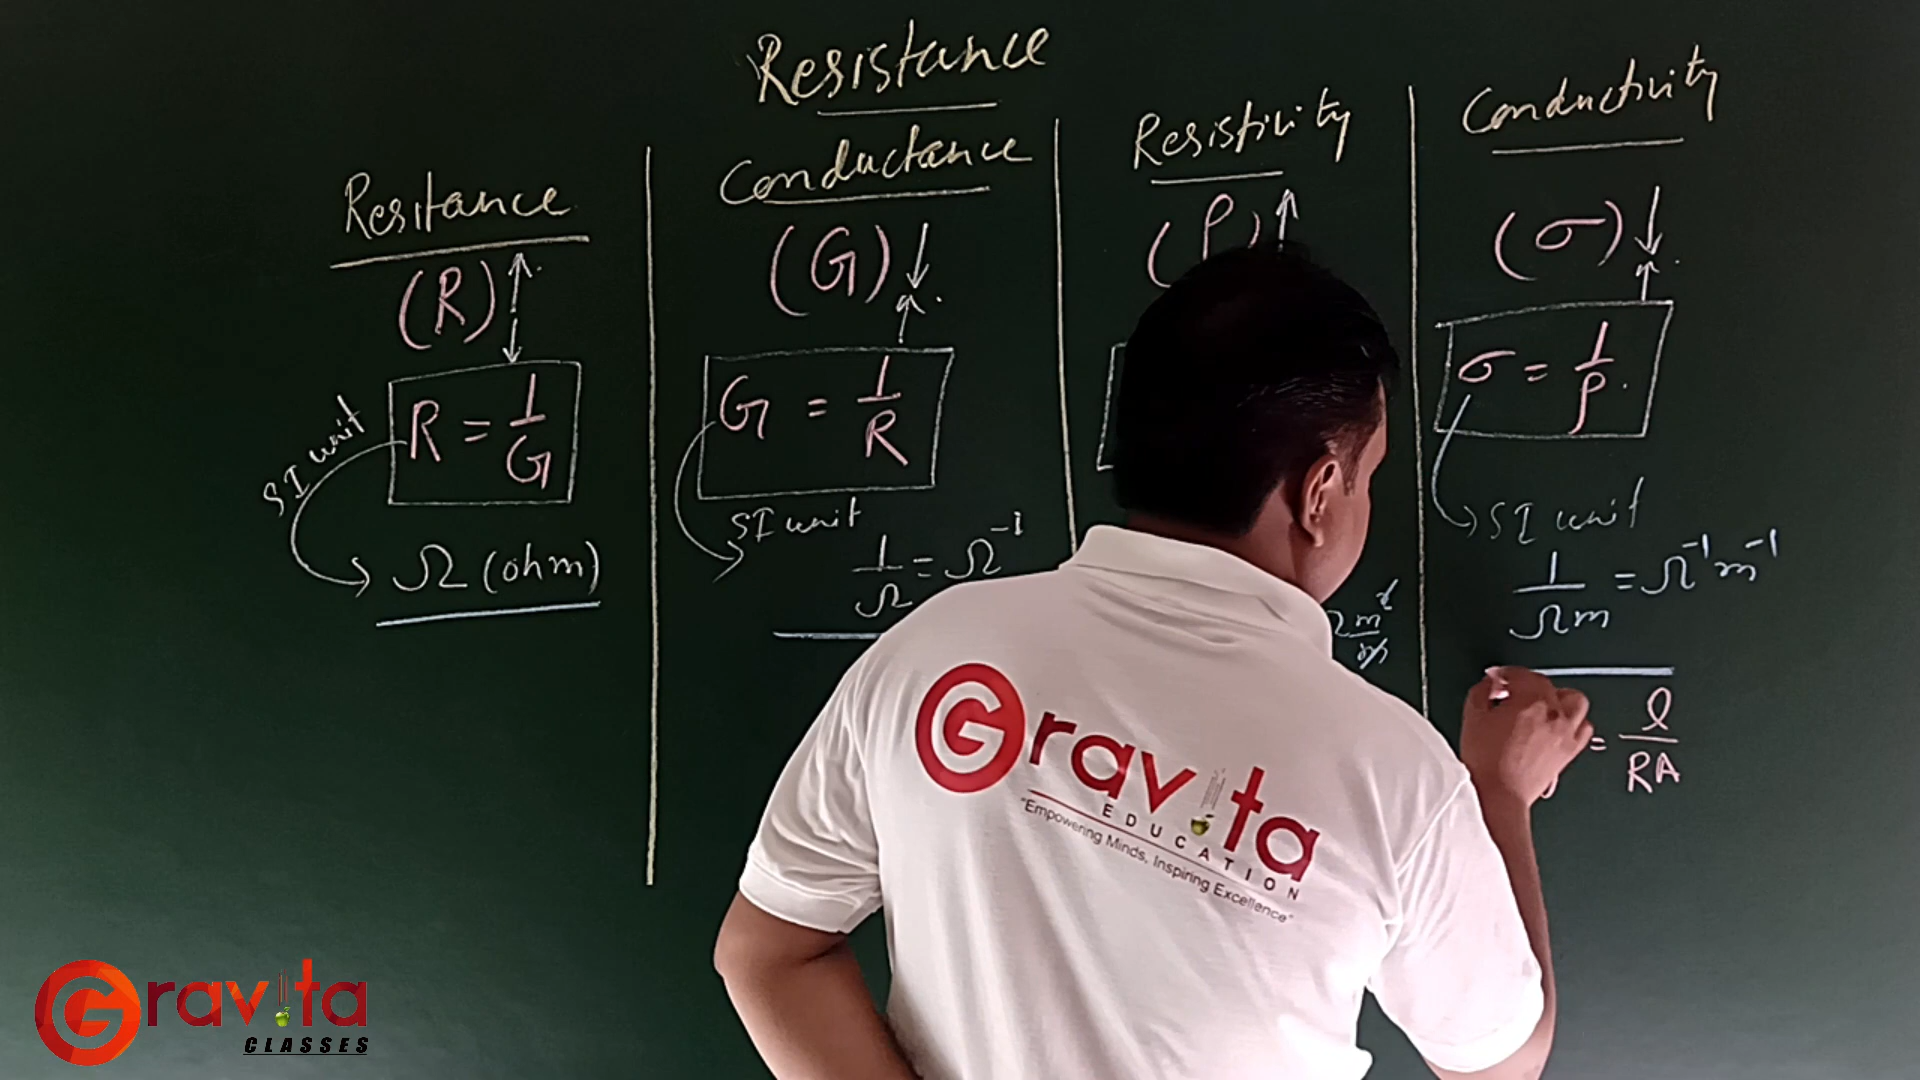 Resistance
Resitance
(R)
R = 1/G
SI unit
Ω (ohm)
Conductance
(G)
G = 1/R
SI unit
1/Ω = Ω⁻¹
Resistivity
(ρ)
Conductivity
(σ)
σ = 1/ρ
SI unit
1/Ωm = Ω⁻¹m⁻¹
= l/RA
Gravita
EDUCATION
"Empowering Minds, Inspiring Excellence"
Gravita
CLASSES